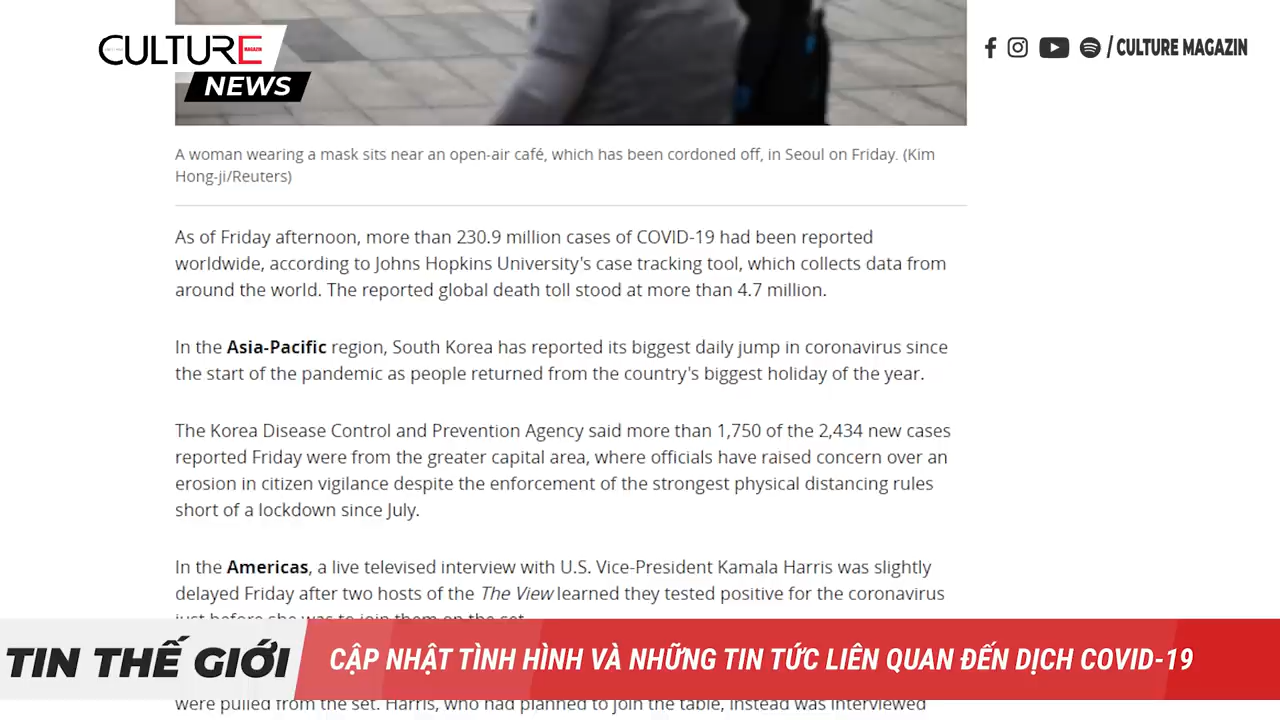 CULTURE
MAGAZIN
NEWS
/ CULTURE MAGAZIN
A woman wearing a mask sits near an open-air café, which has been cordoned off, in Seoul on Friday. (Kim
Hong-ji/Reuters)
As of Friday afternoon, more than 230.9 million cases of COVID-19 had been reported
worldwide, according to Johns Hopkins University's case tracking tool, which collects data from
around the world. The reported global death toll stood at more than 4.7 million.
In the Asia-Pacific region, South Korea has reported its biggest daily jump in coronavirus since
the start of the pandemic as people returned from the country's biggest holiday of the year.
The Korea Disease Control and Prevention Agency said more than 1,750 of the 2,434 new cases
reported Friday were from the greater capital area, where officials have raised concern over an
erosion in citizen vigilance despite the enforcement of the strongest physical distancing rules
short of a lockdown since July.
In the Americas, a live televised interview with U.S. Vice-President Kamala Harris was slightly
delayed Friday after two hosts of the The View learned they tested positive for the coronavirus
just before she was to join them on the set.
TIN THẾ GIỚI
CẬP NHẬT TÌNH HÌNH VÀ NHỮNG TIN TỨC LIÊN QUAN ĐẾN DỊCH COVID-19
were pulled from the set. Harris, who had planned to join the table, instead was interviewed